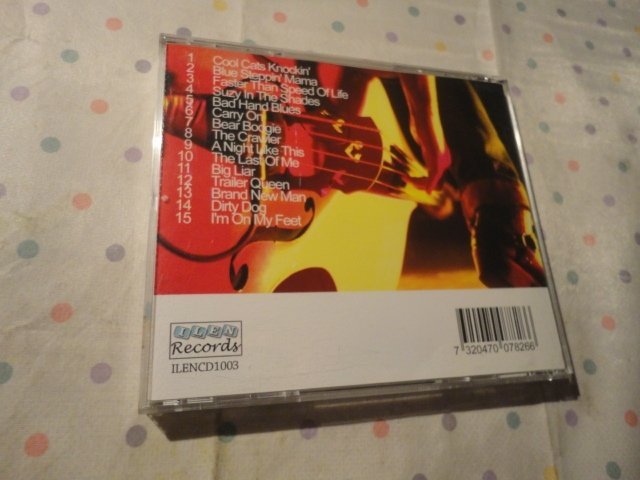 1 Cool Cats Knockin'
2 Blue Steppin' Mama
3 Faster Than Speed Of Life
4 Suzy In The Shades
5 Bad Hand Blues
6 Carry On
7 Bear Boogie
8 The Crawler
9 A Night Like This
10 The Last Of Me
11 Big Liar
12 Trailer Queen
13 Brand New Man
14 Dirty Dog
15 I'm On My Feet
ILEN
Records
ILENCD1003
7 320470 078266